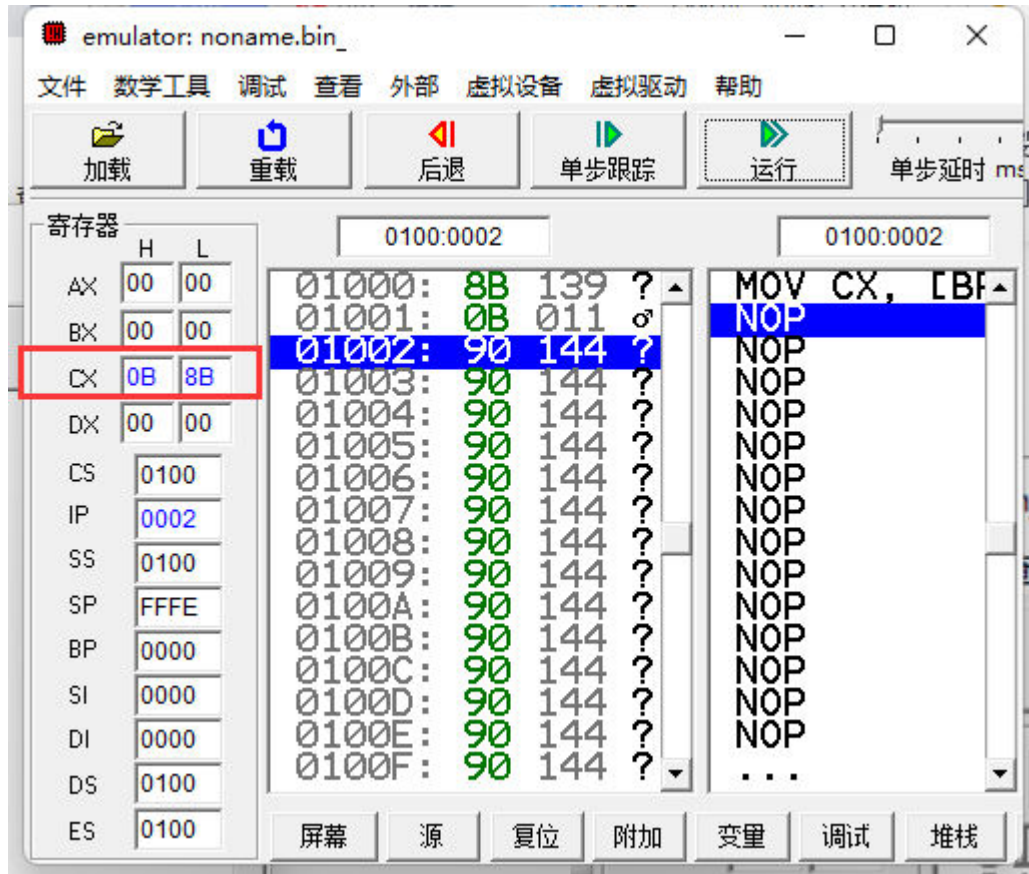 emulator: noname.bin_
文件 数学工具 调试 查看 外部 虚拟设备 虚拟驱动 帮助
加载 重载 后退 单步跟踪 运行 单步延时 ms
寄存器
H L
0100:0002 0100:0002
AX 00 00
BX 00 00
CX 0B 8B
DX 00 00
CS 0100
IP 0002
SS 0100
SP FFFE
BP 0000
SI 0000
DI 0000
DS 0100
ES 0100
01000: 8B 139 ?
01001: 0B 011 ♂
01002: 90 144 ?
01003: 90 144 ?
01004: 90 144 ?
01005: 90 144 ?
01006: 90 144 ?
01007: 90 144 ?
01008: 90 144 ?
01009: 90 144 ?
0100A: 90 144 ?
0100B: 90 144 ?
0100C: 90 144 ?
0100D: 90 144 ?
0100E: 90 144 ?
0100F: 90 144 ?
MOV CX, [BP
NOP
NOP
NOP
NOP
NOP
NOP
NOP
NOP
NOP
NOP
NOP
NOP
NOP
NOP
...
屏幕 源 复位 附加 变量 调试 堆栈